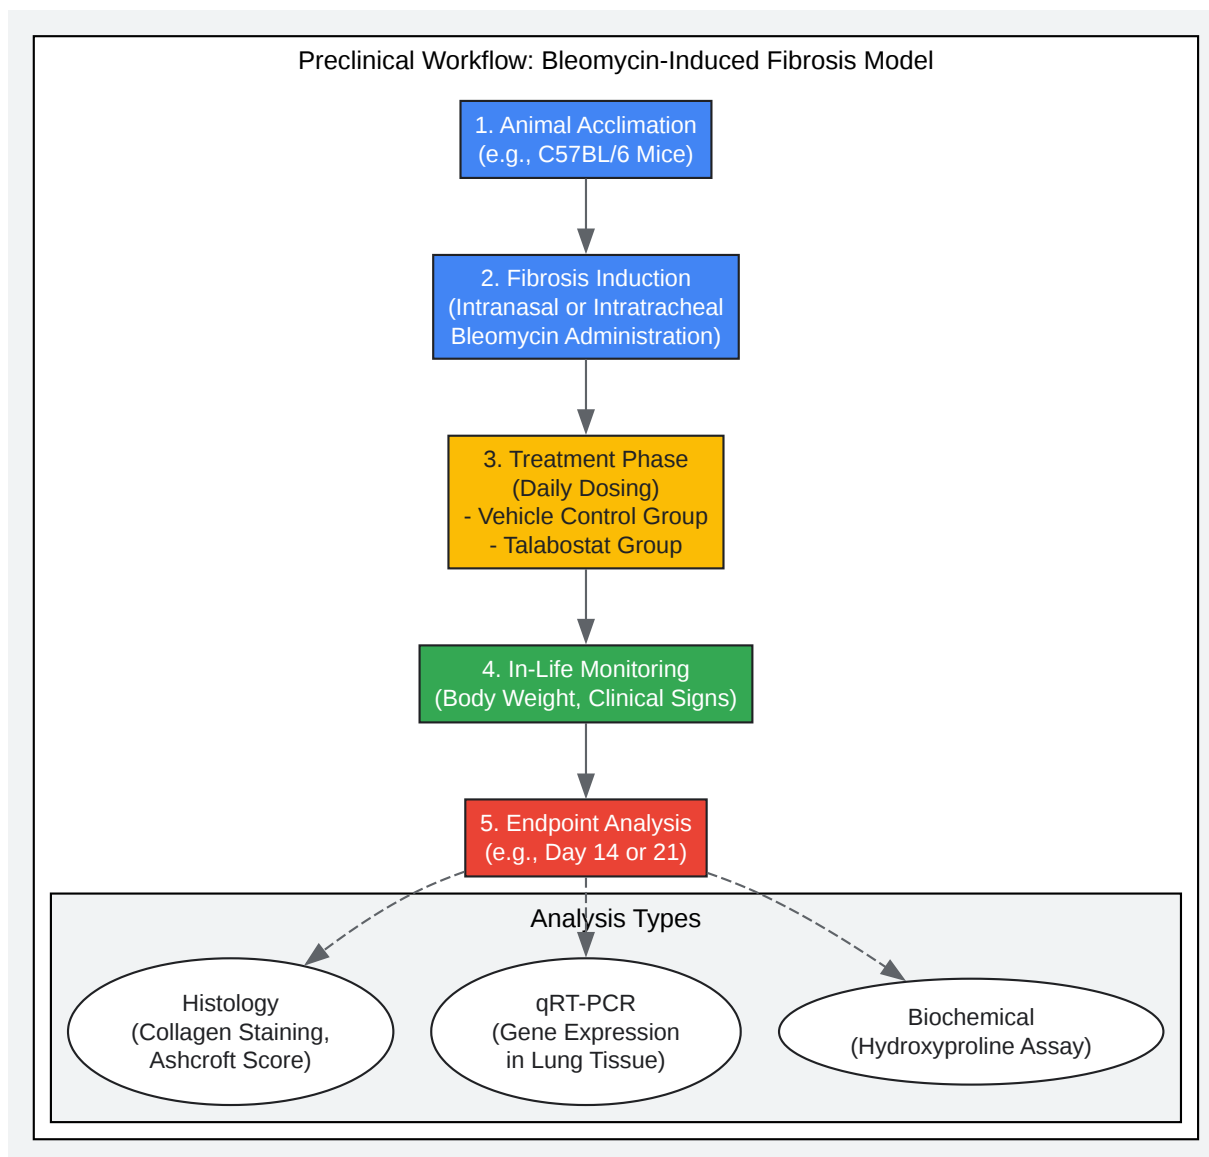 Preclinical Workflow: Bleomycin-Induced Fibrosis Model
1. Animal Acclimation
(e.g., C57BL/6 Mice)
2. Fibrosis Induction
(Intranasal or Intratracheal
Bleomycin Administration)
3. Treatment Phase
(Daily Dosing)
- Vehicle Control Group
- Talabostat Group
4. In-Life Monitoring
(Body Weight, Clinical Signs)
5. Endpoint Analysis
(e.g., Day 14 or 21)
Analysis Types
Histology
(Collagen Staining,
Ashcroft Score)
qRT-PCR
(Gene Expression
in Lung Tissue)
Biochemical
(Hydroxyproline Assay)